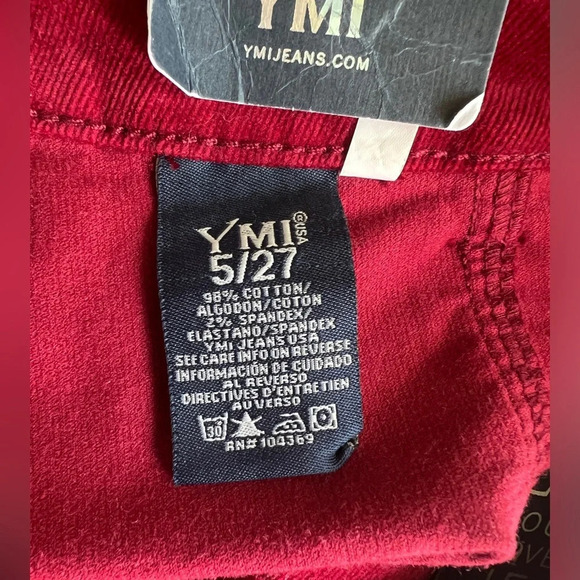 YMI
YMIJEANS.COM
YMI® USA
5/27
98% COTTON/
ALGODON/COTON
2% SPANDEX/
ELASTANO/SPANDEX
YMI JEANS USA
SEE CARE INFO ON REVERSE
INFORMACIÓN DE CUIDADO
AL REVERSO
DIRECTIVES D'ENTRETIEN
AU VERSO
30
RN# 104369